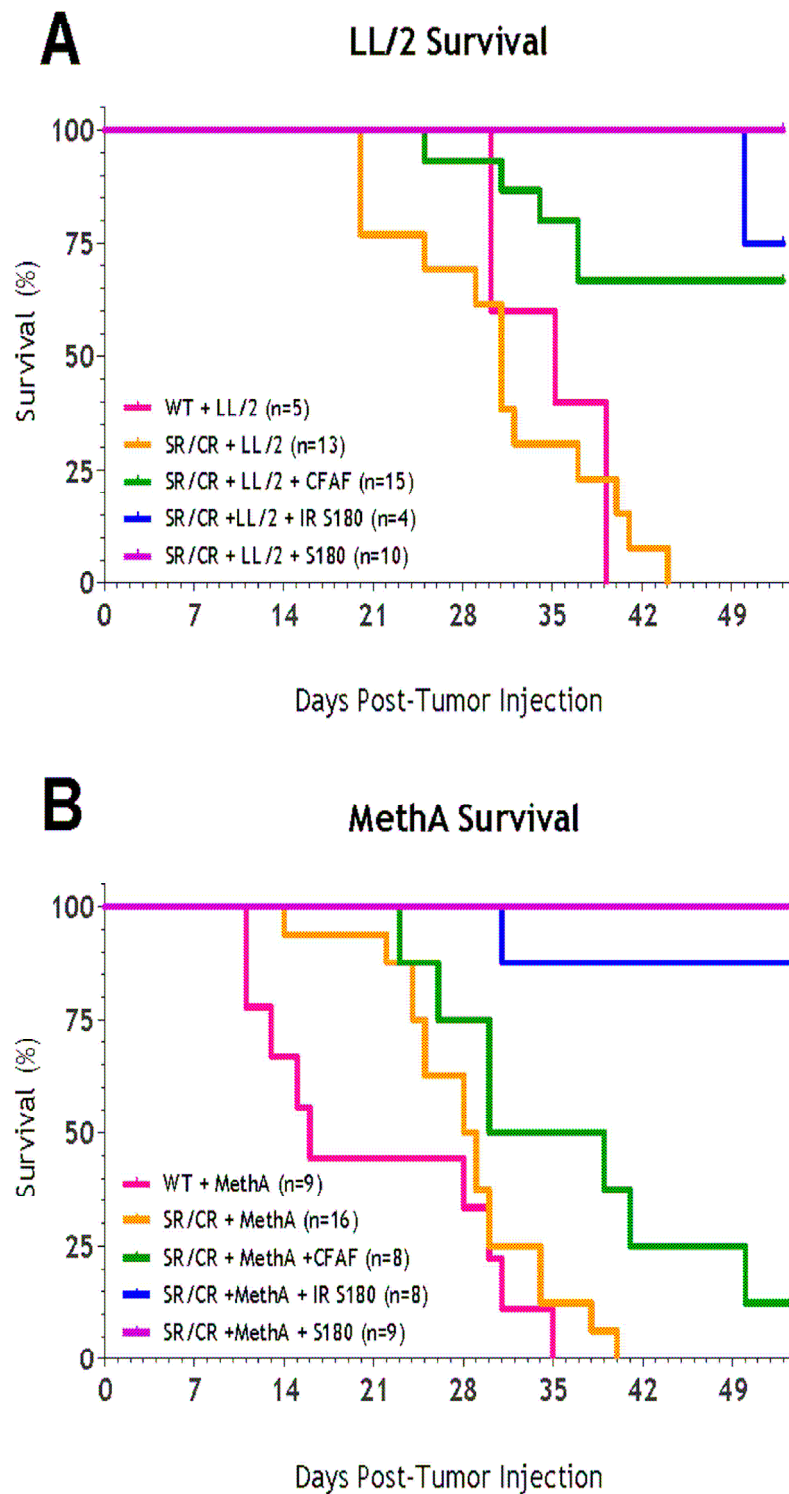 A
LL/2 Survival
100
75
50
25
0
Survival (%)
WT + LL/2 (n=5)
SR/CR + LL/2 (n=13)
SR/CR + LL/2 + CFAF (n=15)
SR/CR +LL/2 + IR S180 (n=4)
SR/CR + LL/2 + S180 (n=10)
0 7 14 21 28 35 42 49
Days Post-Tumor Injection
B
MethA Survival
100
75
50
25
0
Survival (%)
WT + MethA (n=9)
SR/CR + MethA (n=16)
SR/CR + MethA +CFAF (n=8)
SR/CR +MethA + IR S180 (n=8)
SR/CR +MethA + S180 (n=9)
0 7 14 21 28 35 42 49
Days Post-Tumor Injection